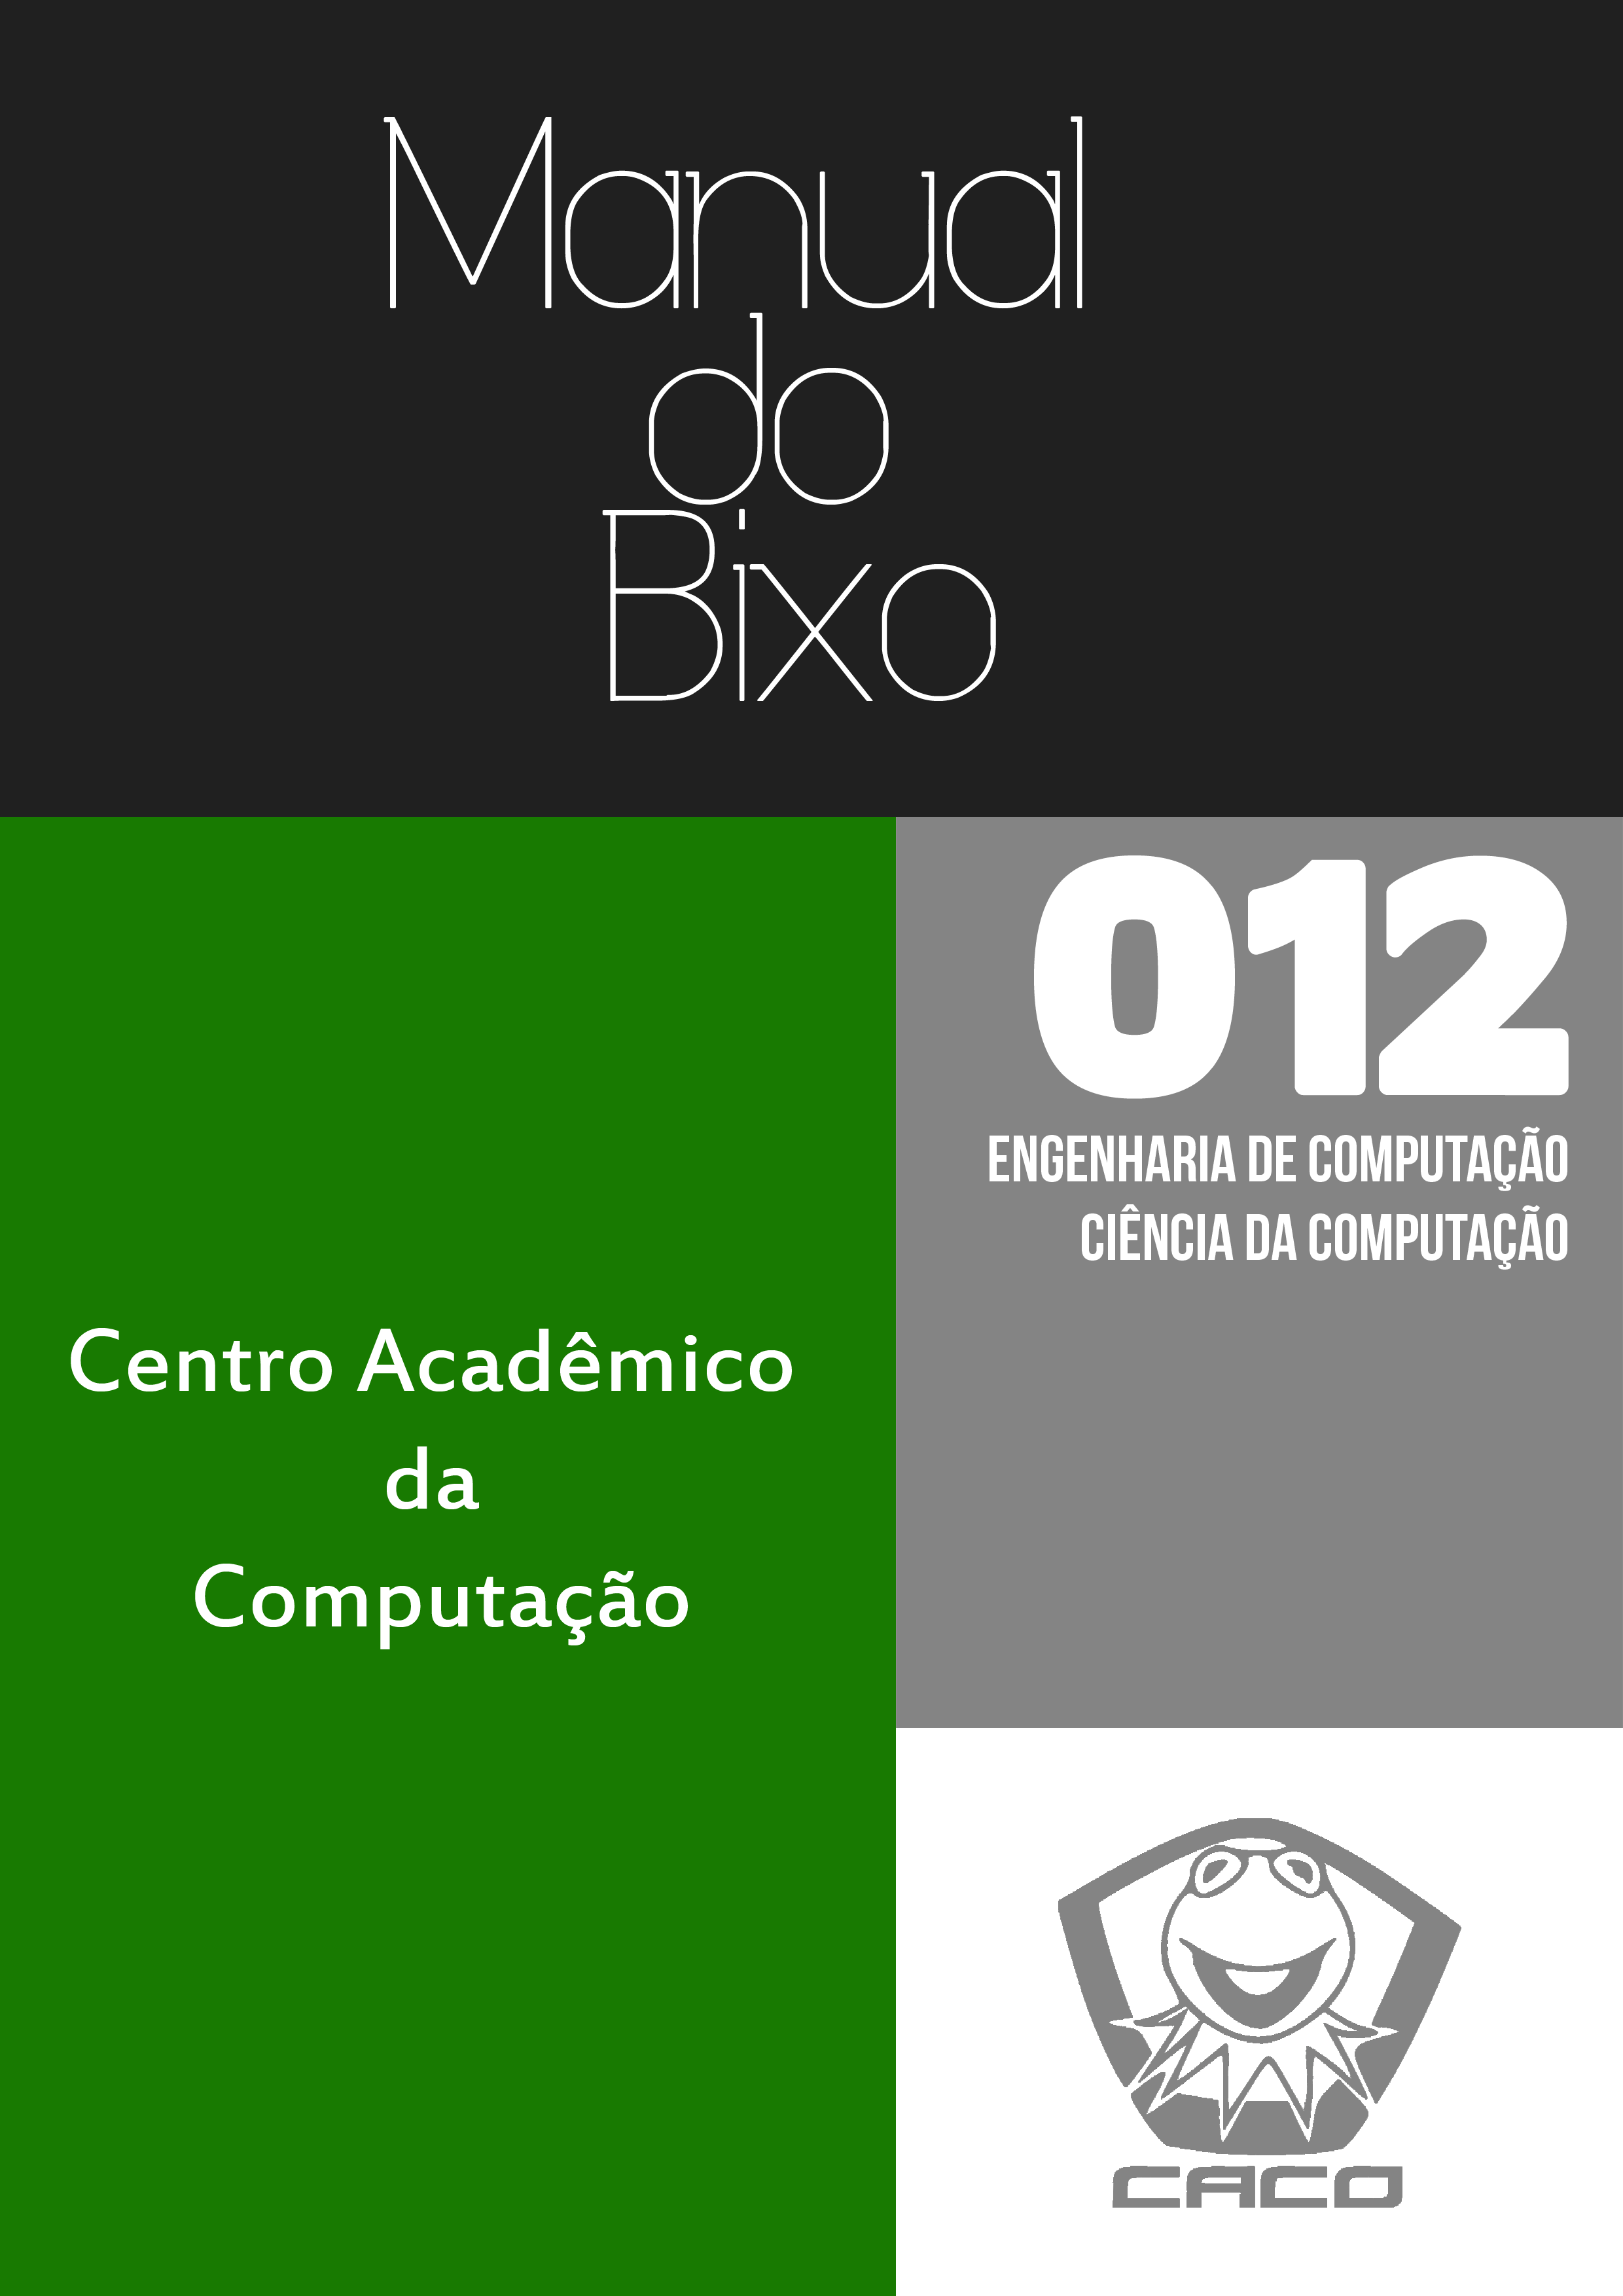 Manual
do
Bixo
012
ENGENHARIA DE COMPUTAÇÃO
CIÊNCIA DA COMPUTAÇÃO
Centro Acadêmico
da
Computação
CACO